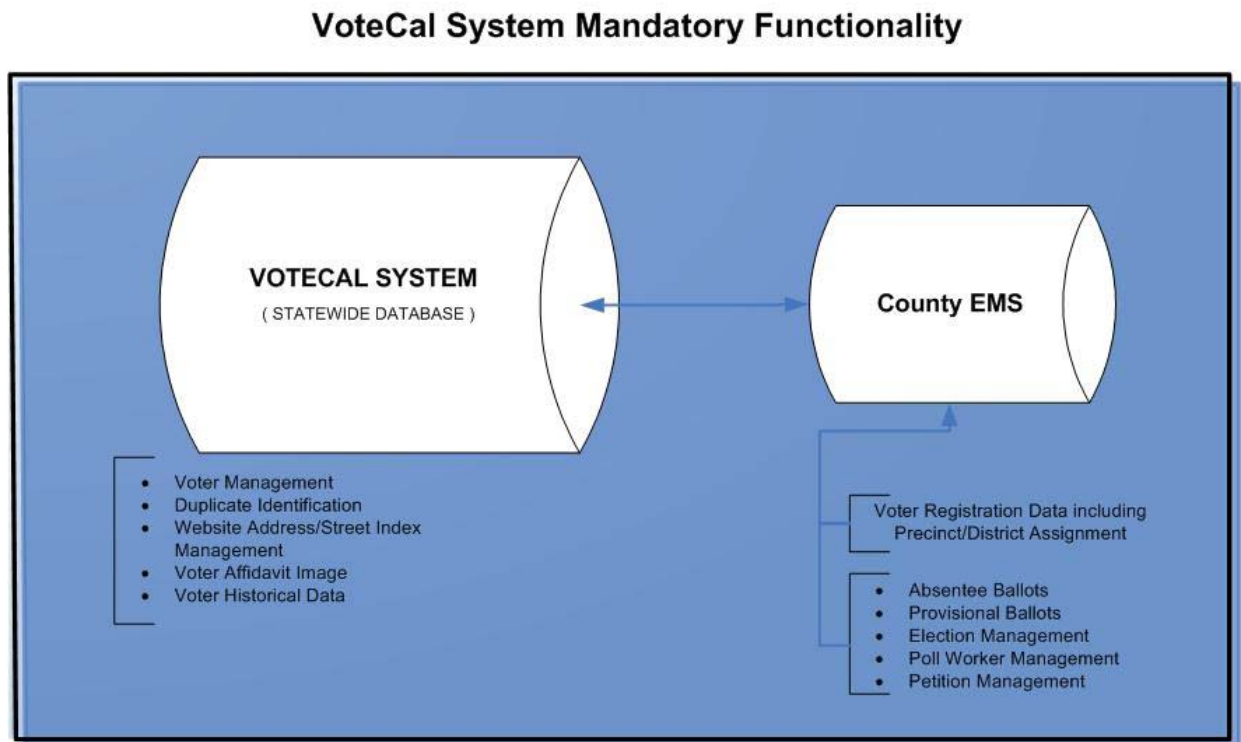 VoteCal System Mandatory Functionality
VOTECAL SYSTEM
( STATEWIDE DATABASE )
County EMS
• Voter Management
• Duplicate Identification
• Website Address/Street Index
Management
• Voter Affidavit Image
• Voter Historical Data
Voter Registration Data including
Precinct/District Assignment
• Absentee Ballots
• Provisional Ballots
• Election Management
• Poll Worker Management
• Petition Management